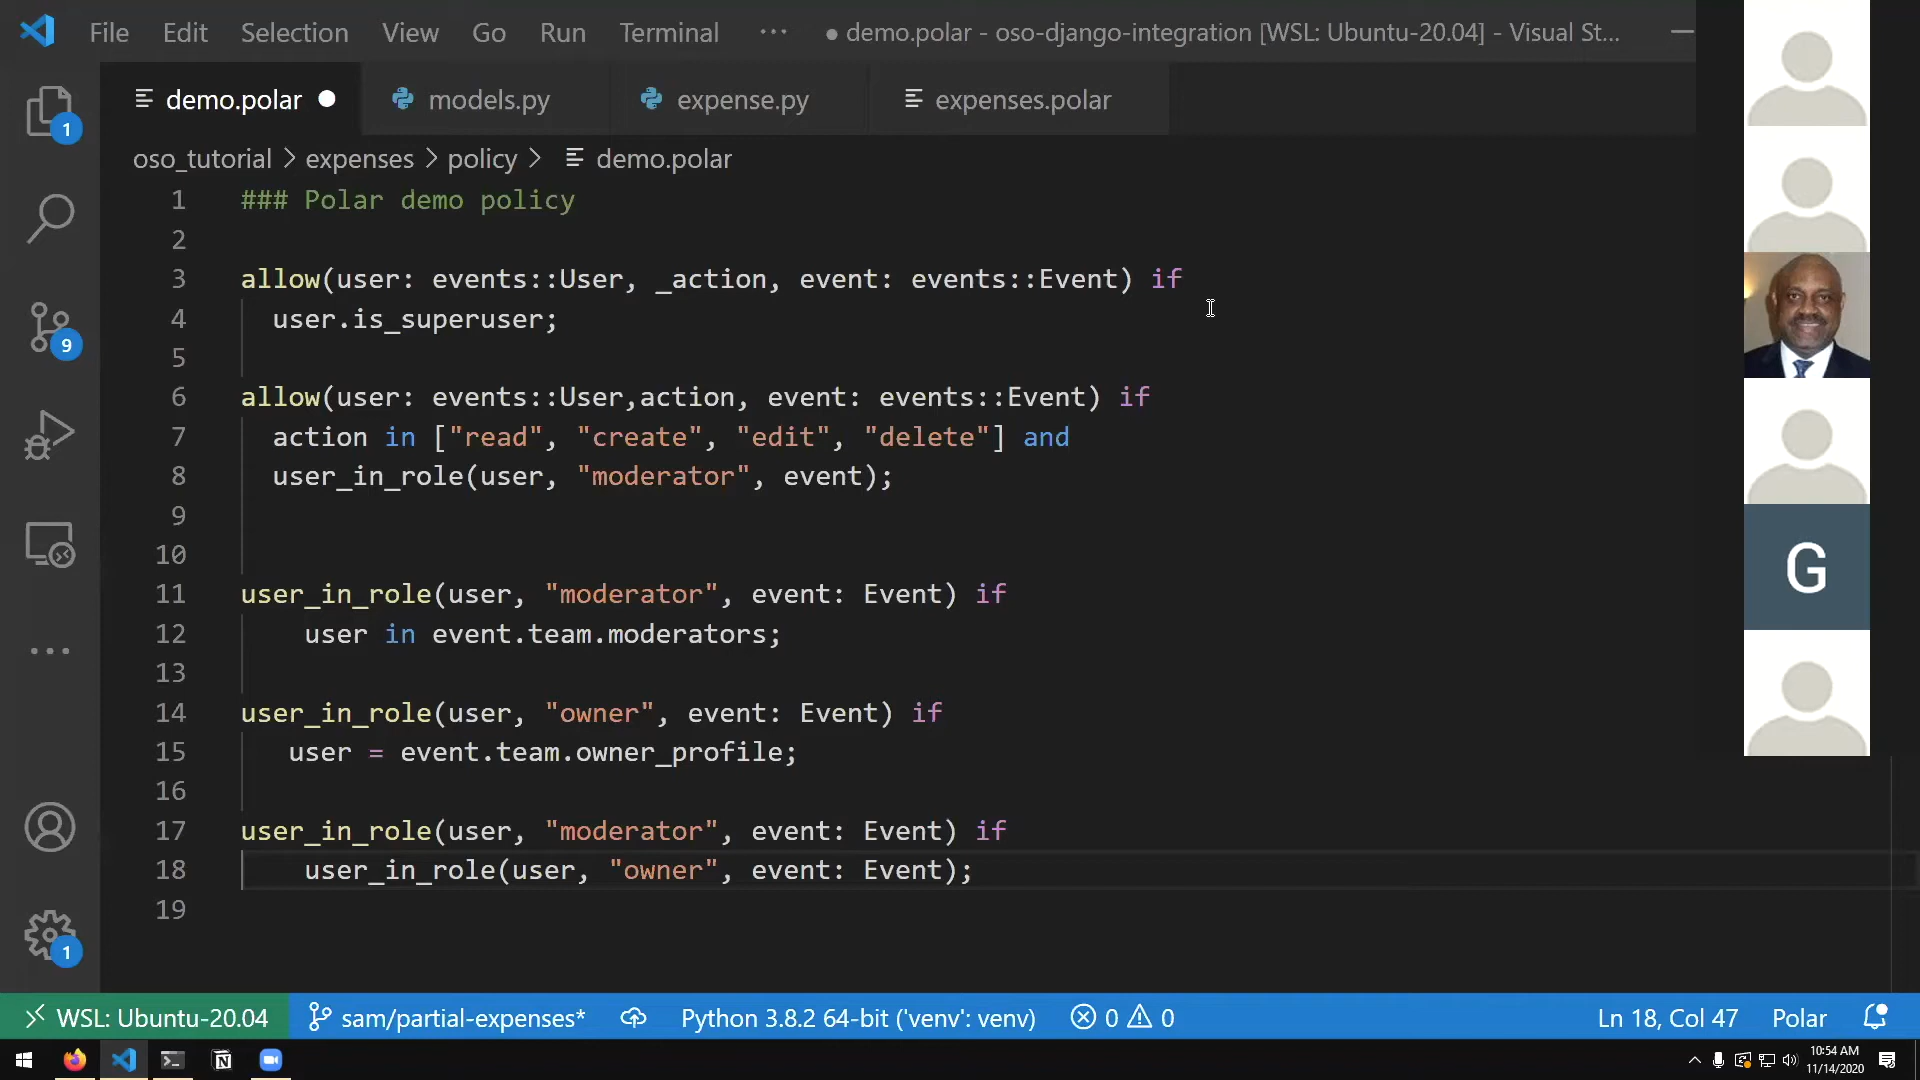 File Edit Selection View Go Run Terminal ··· ● demo.polar - oso-django-integration [WSL: Ubuntu-20.04] - Visual St...
demo.polar models.py expense.py expenses.polar
oso_tutorial > expenses > policy > demo.polar
1 ### Polar demo policy
2
3 allow(user: events::User, _action, event: events::Event) if
4 user.is_superuser;
5
6 allow(user: events::User,action, event: events::Event) if
7 action in ["read", "create", "edit", "delete"] and
8 user_in_role(user, "moderator", event);
9
10
11 user_in_role(user, "moderator", event: Event) if
12 user in event.team.moderators;
13
14 user_in_role(user, "owner", event: Event) if
15 user = event.team.owner_profile;
16
17 user_in_role(user, "moderator", event: Event) if
18 user_in_role(user, "owner", event: Event);
19
1
9
1
G
WSL: Ubuntu-20.04 sam/partial-expenses* Python 3.8.2 64-bit ('venv': venv) 0 0 Ln 18, Col 47 Polar
10:54 AM
11/14/2020